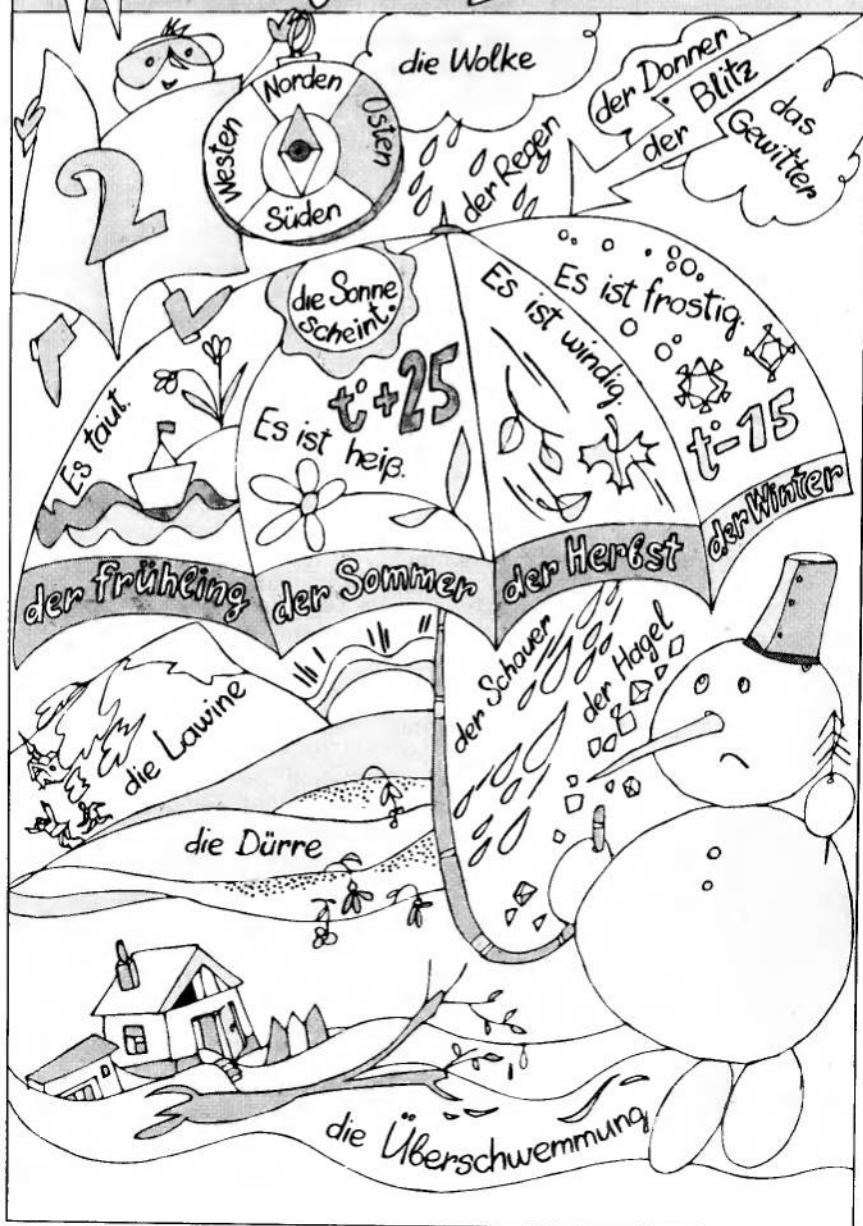 2
Norden
Osten
Süden
Westen
die Wolke
der Regen
der Donner
der Blitz
das
Gewitter
Es taut.
die Sonne
scheint.
t°+25
Es ist heiß.
Es ist windig.
Es ist frostig.
t°-15
der Frühling
der Sommer
der Herbst
der Winter
die Lawine
der Schauer
der Hagel
die Dürre
die Überschwemmung